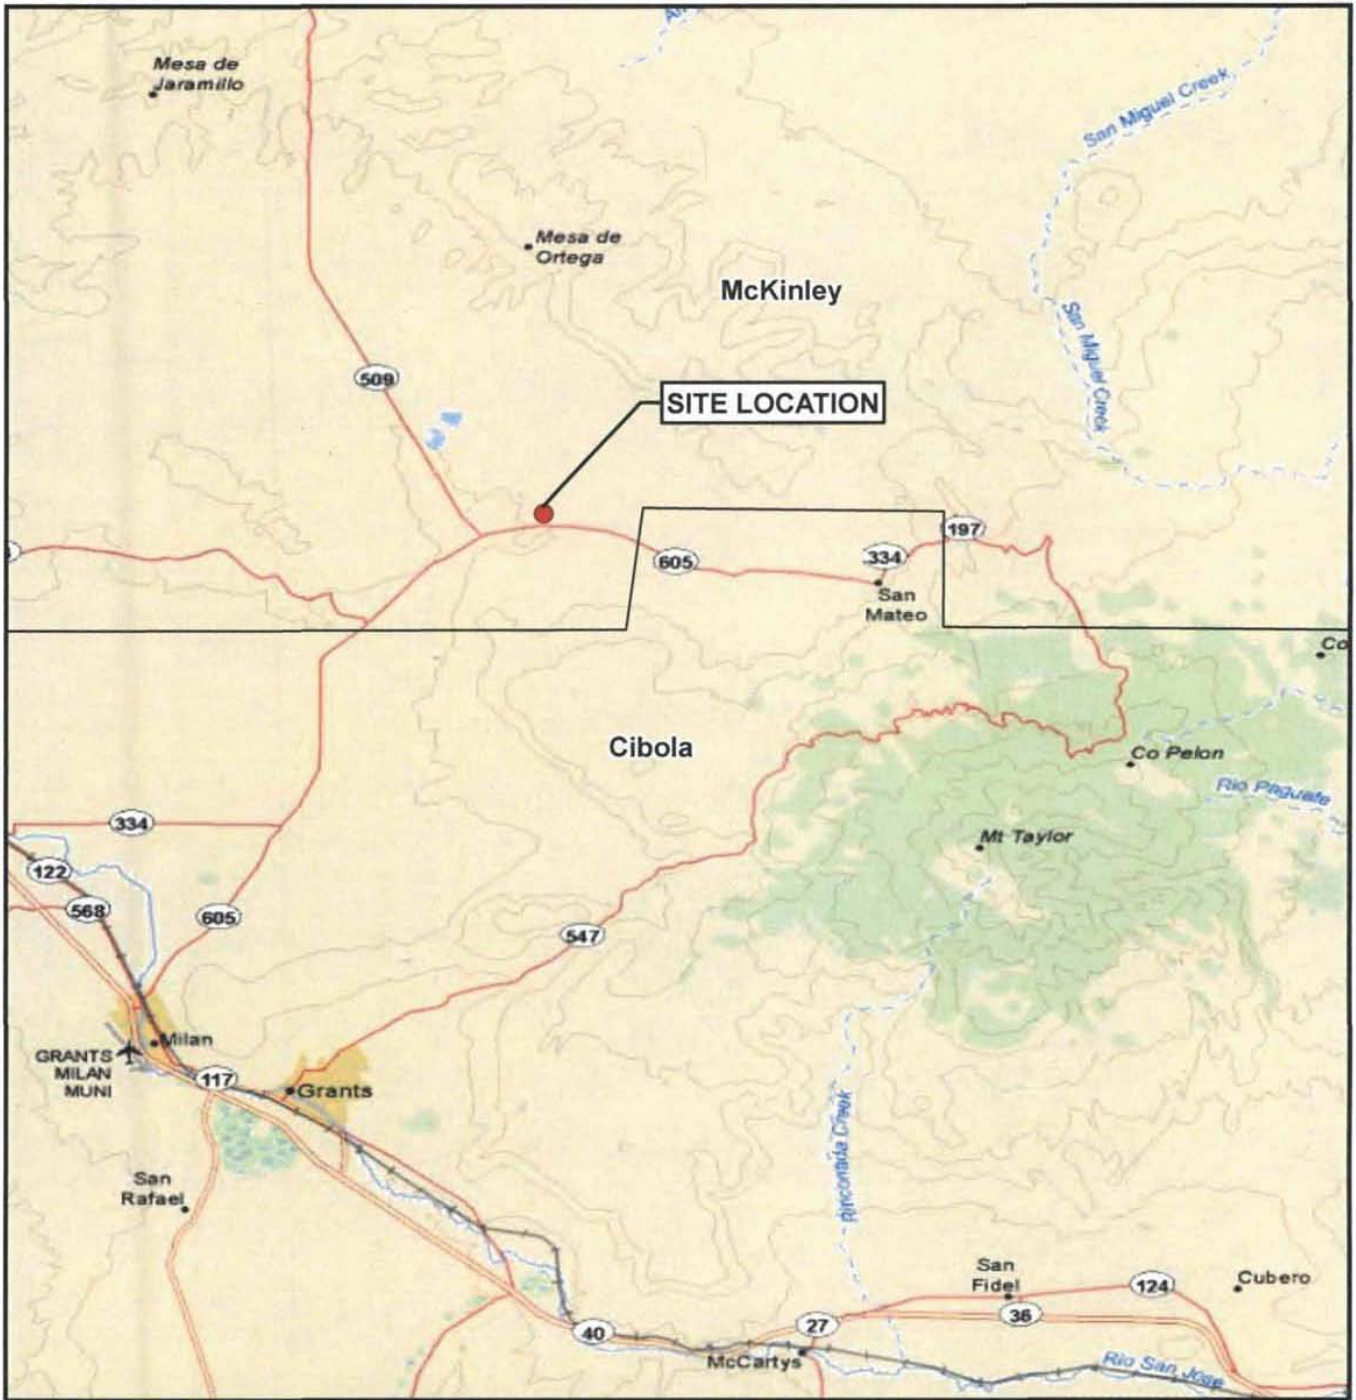 Mesa de
Jaramillo
San Miguel Creek
Mesa de
Ortega
McKinley
San Miguel Creek
509
SITE LOCATION
197
605
334
San
Mateo
Co
Cibola
Co Pelon
Rio Paguate
334
Mt Taylor
122
568
605
547
Milan
GRANTS
MILAN
MUNI
117
Grants
Rinconada Creek
San
Rafael
San
Fidel
124
Cubero
36
27
40
McCartys
Rio San Jose